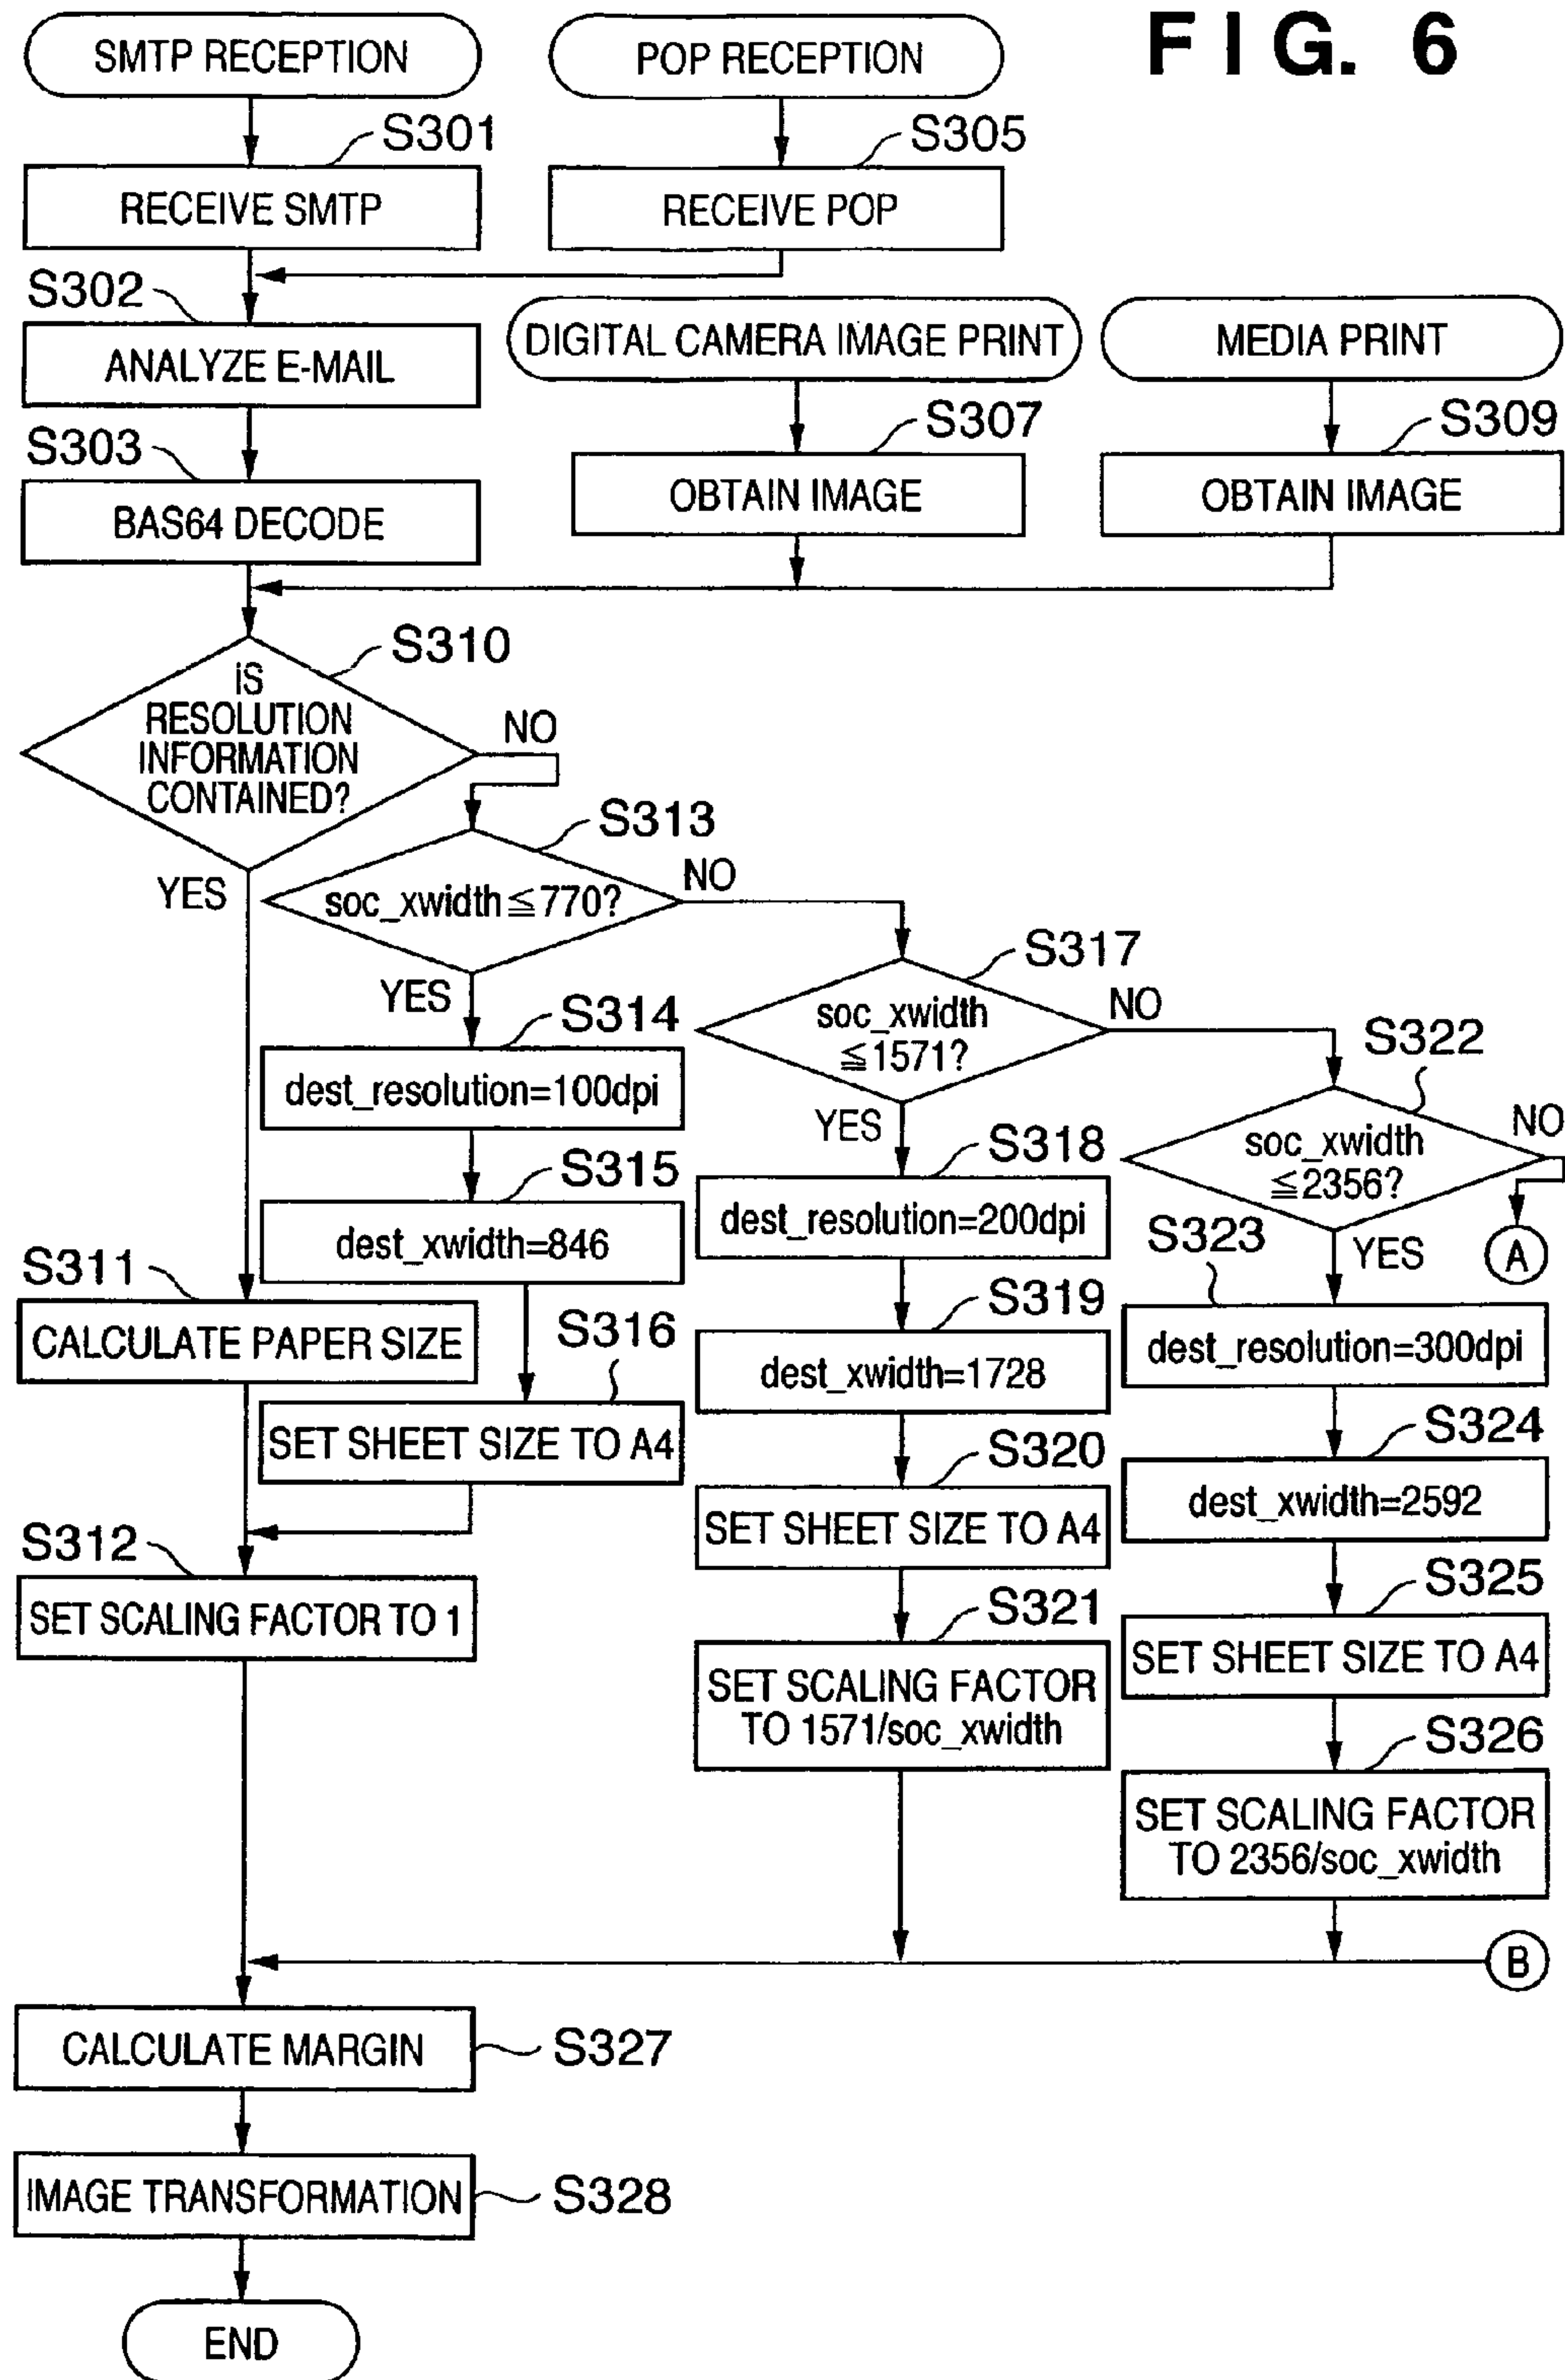 FIG. 6
SMTP RECEPTION
POP RECEPTION
S301
RECEIVE SMTP
S305
RECEIVE POP
S302
ANALYZE E-MAIL
DIGITAL CAMERA IMAGE PRINT
MEDIA PRINT
S303
BAS64 DECODE
S307
OBTAIN IMAGE
S309
OBTAIN IMAGE
S310
iS
RESOLUTION
INFORMATION
CONTAINED?
NO
YES
S313
soc_xwidth≦770?
NO
YES
S314
dest_resolution=100dpi
S315
dest_xwidth=846
S316
SET SHEET SIZE TO A4
S311
CALCULATE PAPER SIZE
S312
SET SCALING FACTOR TO 1
S317
soc_xwidth
≦1571?
NO
YES
S318
dest_resolution=200dpi
S319
dest_xwidth=1728
S320
SET SHEET SIZE TO A4
S321
SET SCALING FACTOR
TO 1571/soc_xwidth
S322
soc_xwidth
≦2356?
NO
A
YES
S323
dest_resolution=300dpi
S324
dest_xwidth=2592
S325
SET SHEET SIZE TO A4
S326
SET SCALING FACTOR
TO 2356/soc_xwidth
B
CALCULATE MARGIN
S327
IMAGE TRANSFORMATION
S328
END